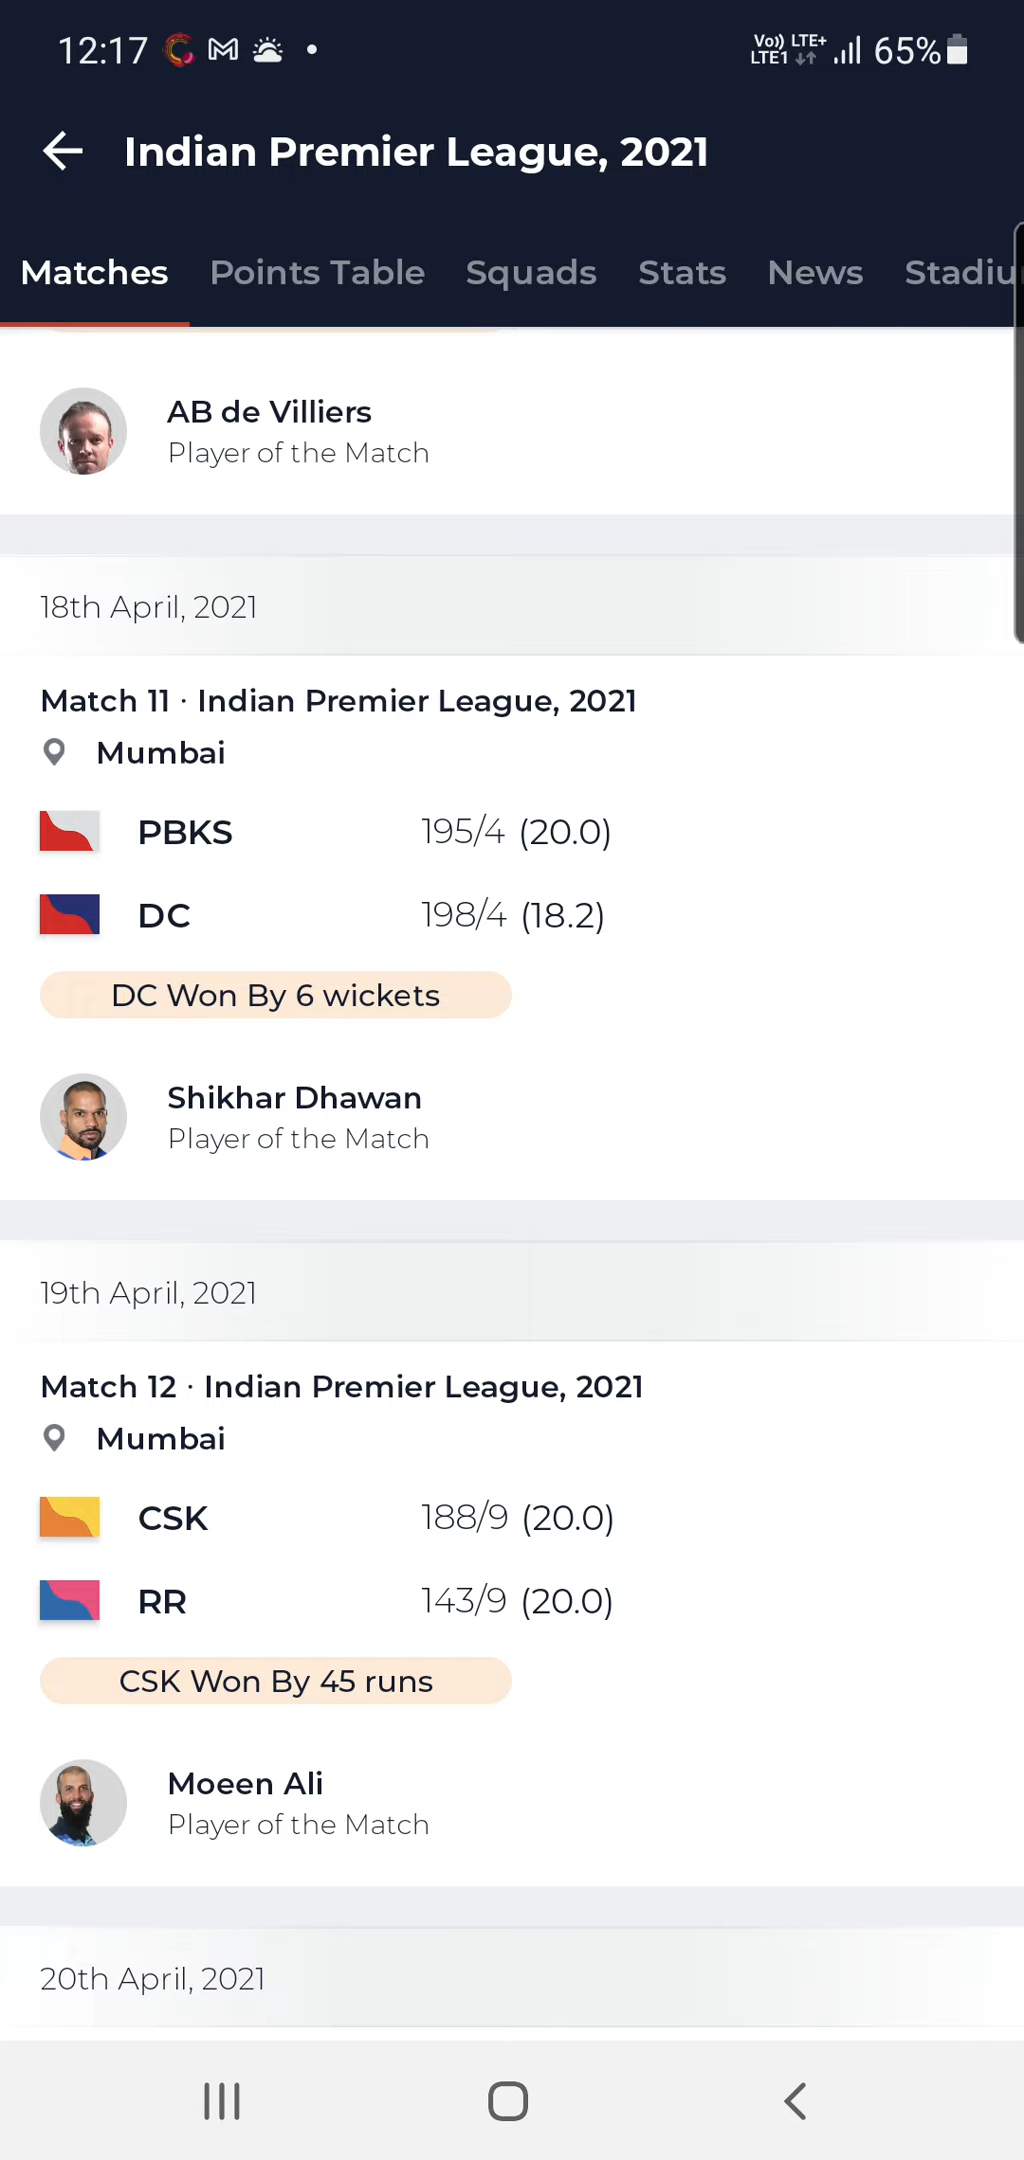 12:17
Vo)) LTE+
LTE1
65%
Indian Premier League, 2021
Matches Points Table Squads Stats News Stadiu
AB de Villiers
Player of the Match
18th April, 2021
Match 11 · Indian Premier League, 2021
Mumbai
PBKS 195/4 (20.0)
DC 198/4 (18.2)
DC Won By 6 wickets
Shikhar Dhawan
Player of the Match
19th April, 2021
Match 12 · Indian Premier League, 2021
Mumbai
CSK 188/9 (20.0)
RR 143/9 (20.0)
CSK Won By 45 runs
Moeen Ali
Player of the Match
20th April, 2021